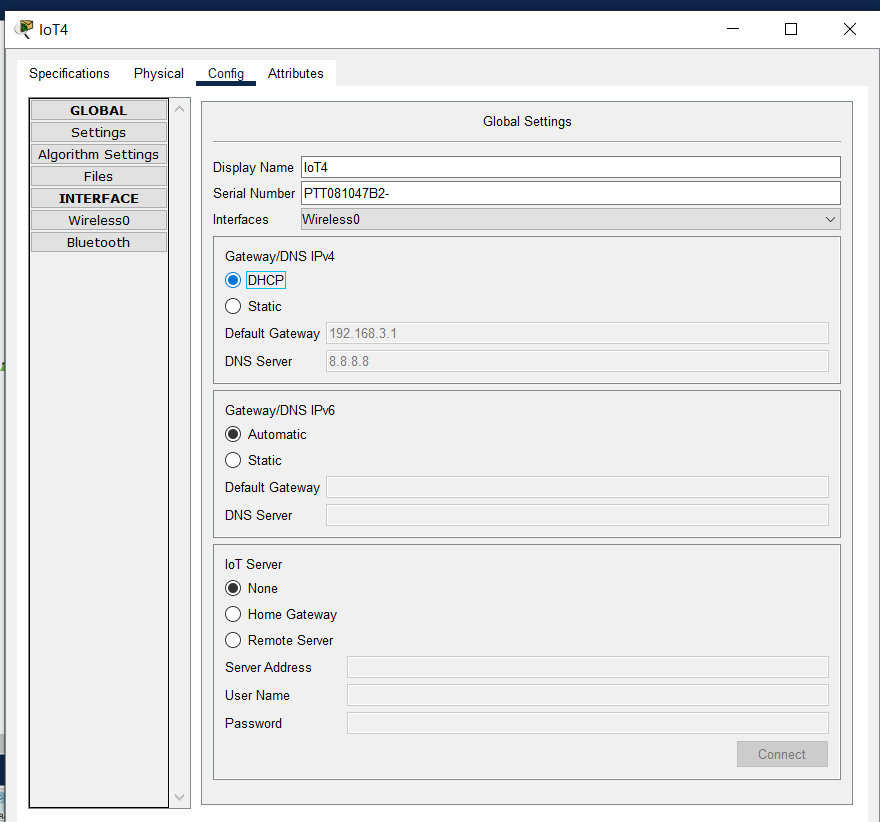 IoT4
Specifications Physical Config Attributes
GLOBAL
Settings
Algorithm Settings
Files
INTERFACE
Wireless0
Bluetooth
Global Settings
Display Name IoT4
Serial Number PTT081047B2-
Interfaces Wireless0
Gateway/DNS IPv4
DHCP
Static
Default Gateway 192.168.3.1
DNS Server 8.8.8.8
Gateway/DNS IPv6
Automatic
Static
Default Gateway
DNS Server
IoT Server
None
Home Gateway
Remote Server
Server Address
User Name
Password
Connect